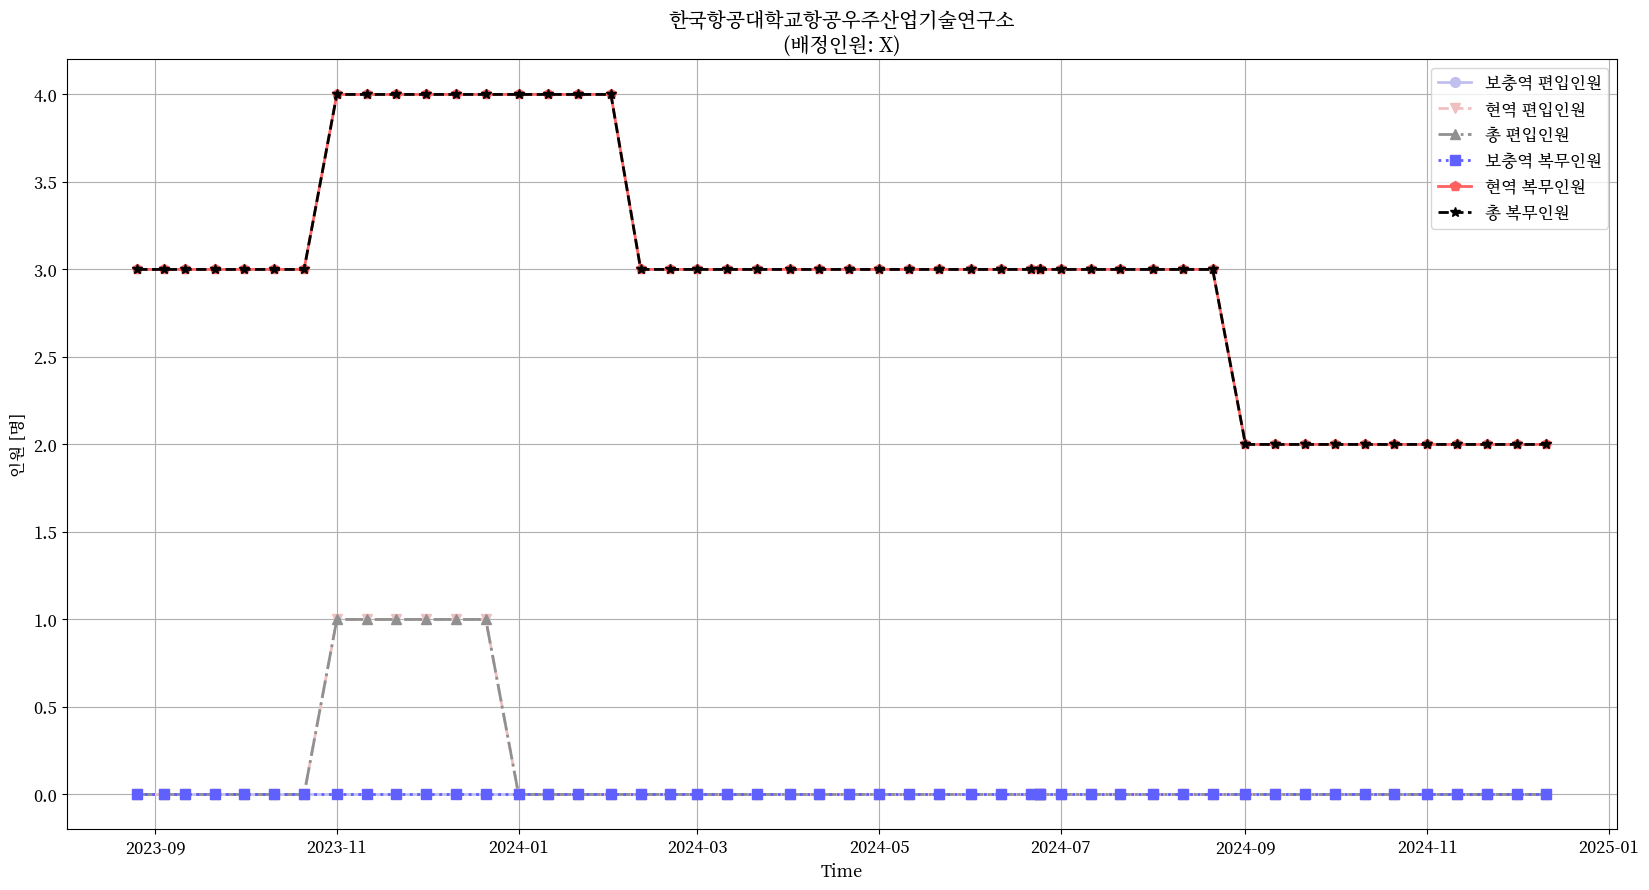 한국항공대학교항공우주산업기술연구소
(배정인원: X)
보충역 편입인원
현역 편입인원
총 편입인원
보충역 복무인원
현역 복무인원
총 복무인원
인원 [명]
4.0
3.5
3.0
2.5
2.0
1.5
1.0
0.5
0.0
2023-09 2023-11 2024-01 2024-03 2024-05 2024-07 2024-09 2024-11 2025-01
Time